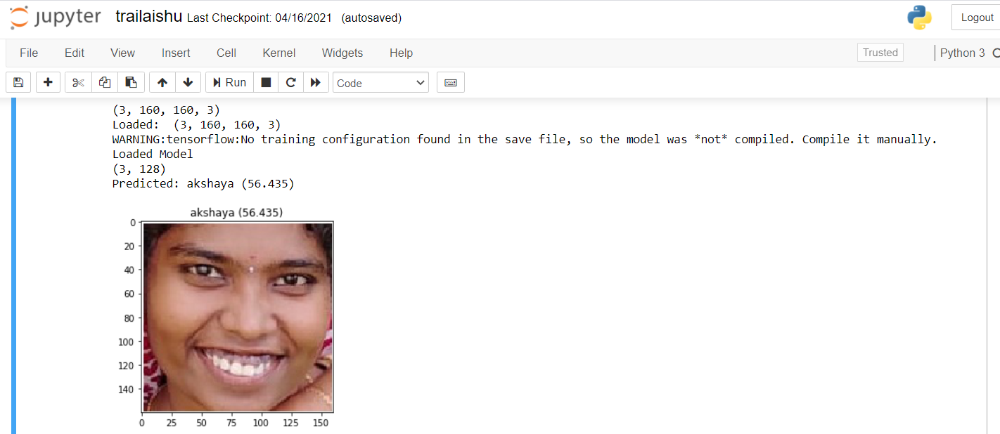 jupyter trailaishu Last Checkpoint: 04/16/2021 (autosaved)
Logout
File Edit View Insert Cell Kernel Widgets Help
Trusted
Python 3
Run
Code
(3, 160, 160, 3)
Loaded:  (3, 160, 160, 3)
WARNING:tensorflow:No training configuration found in the save file, so the model was *not* compiled. Compile it manually.
Loaded Model
(3, 128)
Predicted: akshaya (56.435)
akshaya (56.435)
0
20
40
60
80
100
120
140
0 25 50 75 100 125 150